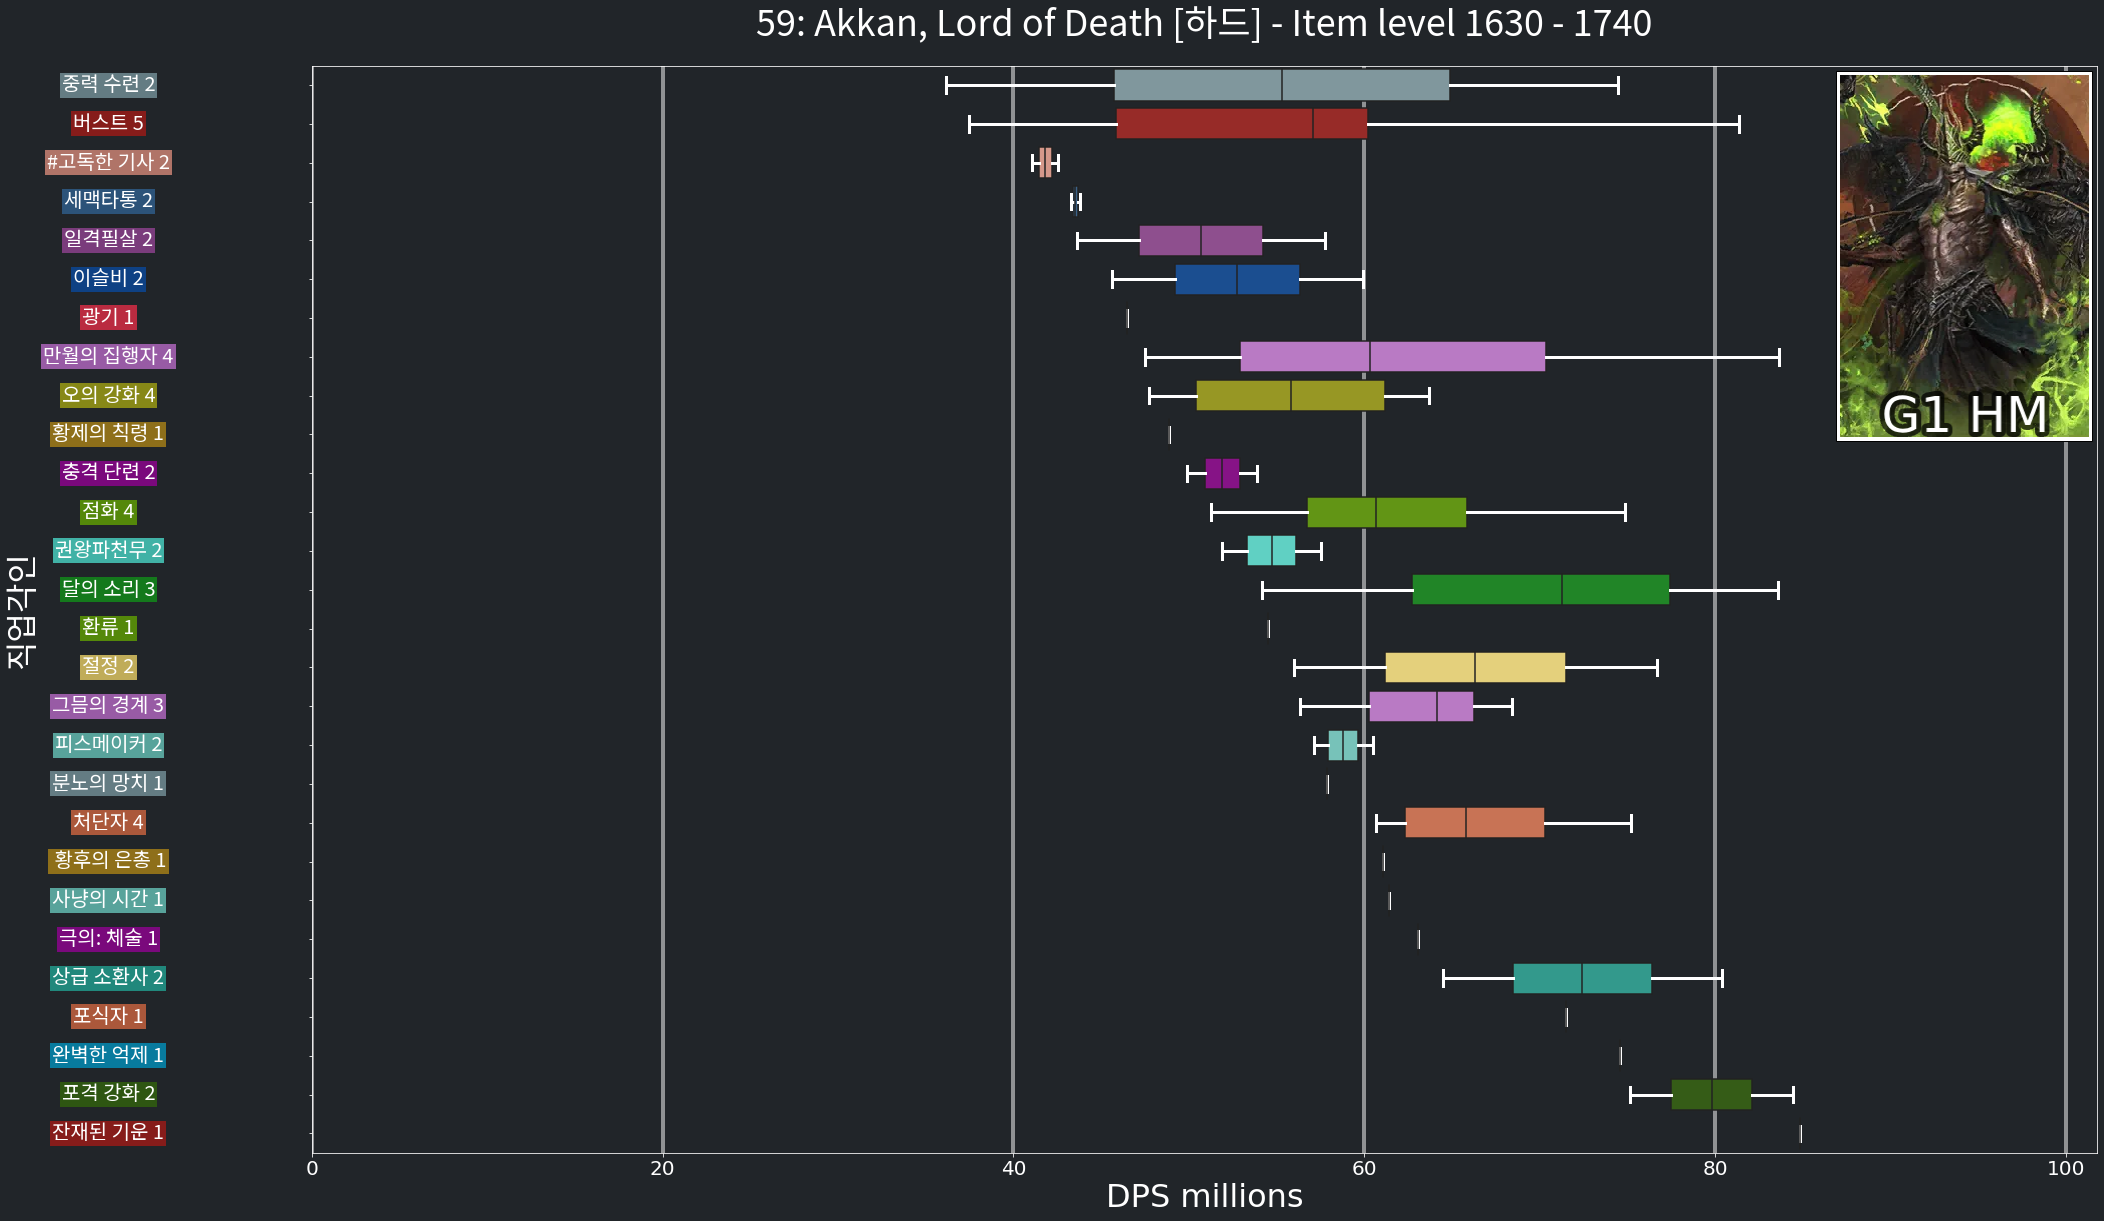 59: Akkan, Lord of Death [하드] - Item level 1630 - 1740
중력 수련 2
버스트 5
#고독한 기사 2
세맥타통 2
일격필살 2
이슬비 2
광기 1
만월의 집행자 4
오의 강화 4
황제의 칙령 1
충격 단련 2
점화 4
권왕파천무 2
달의 소리 3
환류 1
절정 2
그믐의 경계 3
피스메이커 2
분노의 망치 1
처단자 4
황후의 은총 1
사냥의 시간 1
극의: 체술 1
상급 소환사 2
포식자 1
완벽한 억제 1
포격 강화 2
잔재된 기운 1
직업각인
G1 HM
0 20 40 60 80 100
DPS millions